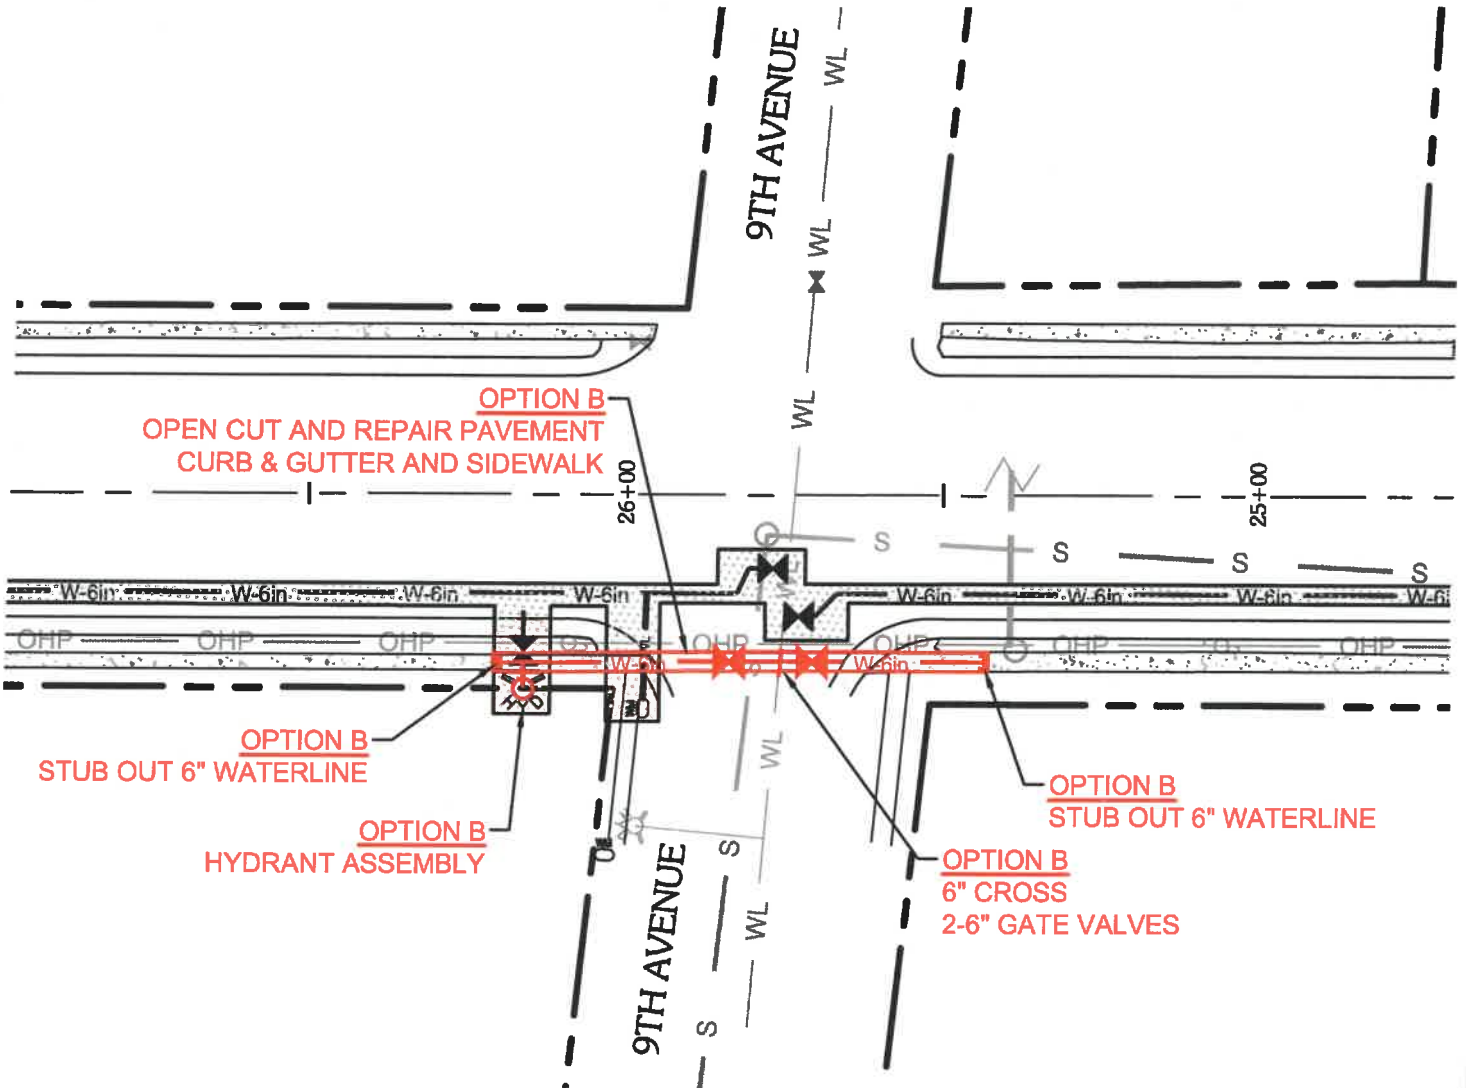 9TH AVENUE
WL
WL
WL
OPTION B
OPEN CUT AND REPAIR PAVEMENT
CURB & GUTTER AND SIDEWALK
26+00
25+00
S
S
S
S
W-6in
W-6in
W-6in
W-6in
W-6in
W-6in
W-6in
W-6i
OHP
OHP
OHP
OHP
OHP
OHP
OHP
W-6in
W-6in
HYD
OPTION B
STUB OUT 6" WATERLINE
WL
OPTION B
STUB OUT 6" WATERLINE
OPTION B
HYDRANT ASSEMBLY
OPTION B
6" CROSS
2-6" GATE VALVES
S
9TH AVENUE
WL
S